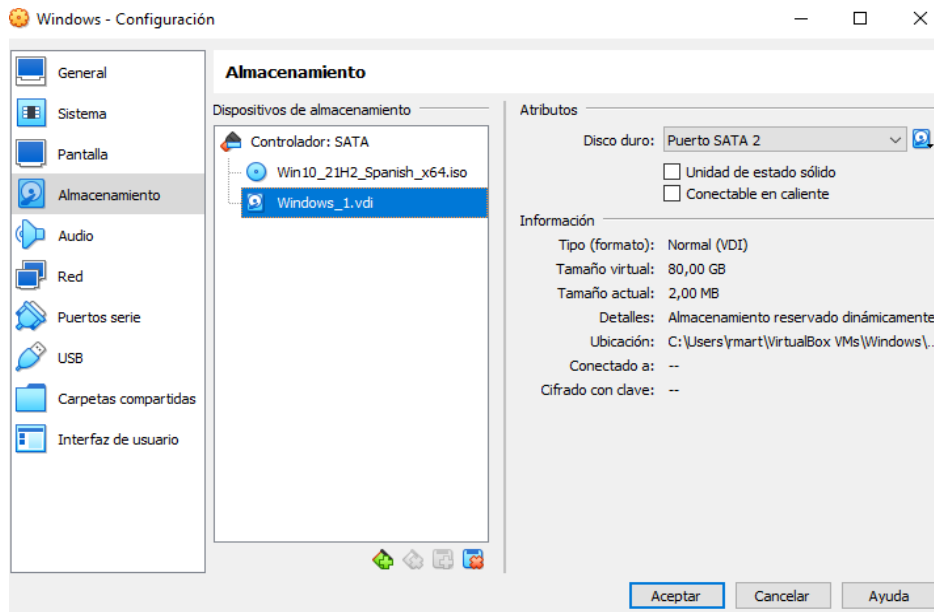 Windows - Configuración
General
Sistema
Pantalla
Almacenamiento
Audio
Red
Puertos serie
USB
Carpetas compartidas
Interfaz de usuario
Almacenamiento
Dispositivos de almacenamiento
Controlador: SATA
Win10_21H2_Spanish_x64.iso
Windows_1.vdi
Atributos
Disco duro: Puerto SATA 2
Unidad de estado sólido
Conectable en caliente
Información
Tipo (formato): Normal (VDI)
Tamaño virtual: 80,00 GB
Tamaño actual: 2,00 MB
Detalles: Almacenamiento reservado dinámicamente
Ubicación: C:\Users\rmart\VirtualBox VMs\Windows\...
Conectado a: --
Cifrado con clave: --
Aceptar Cancelar Ayuda